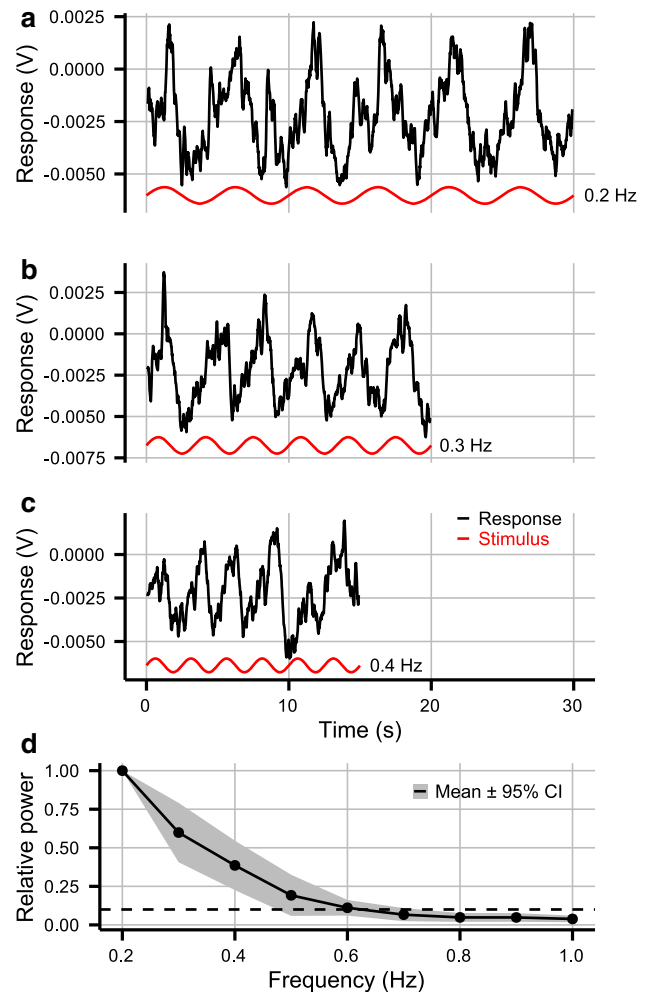 a
Response (V)
0.0025
0.0000
-0.0025
-0.0050
0.2 Hz
b
Response (V)
0.0025
0.0000
-0.0025
-0.0050
-0.0075
0.3 Hz
c
Response (V)
0.0000
-0.0025
-0.0050
Response
Stimulus
0.4 Hz
0 10 20 30
Time (s)
d
Relative power
1.00
0.75
0.50
0.25
0.00
Mean ± 95% CI
0.2 0.4 0.6 0.8 1.0
Frequency (Hz)